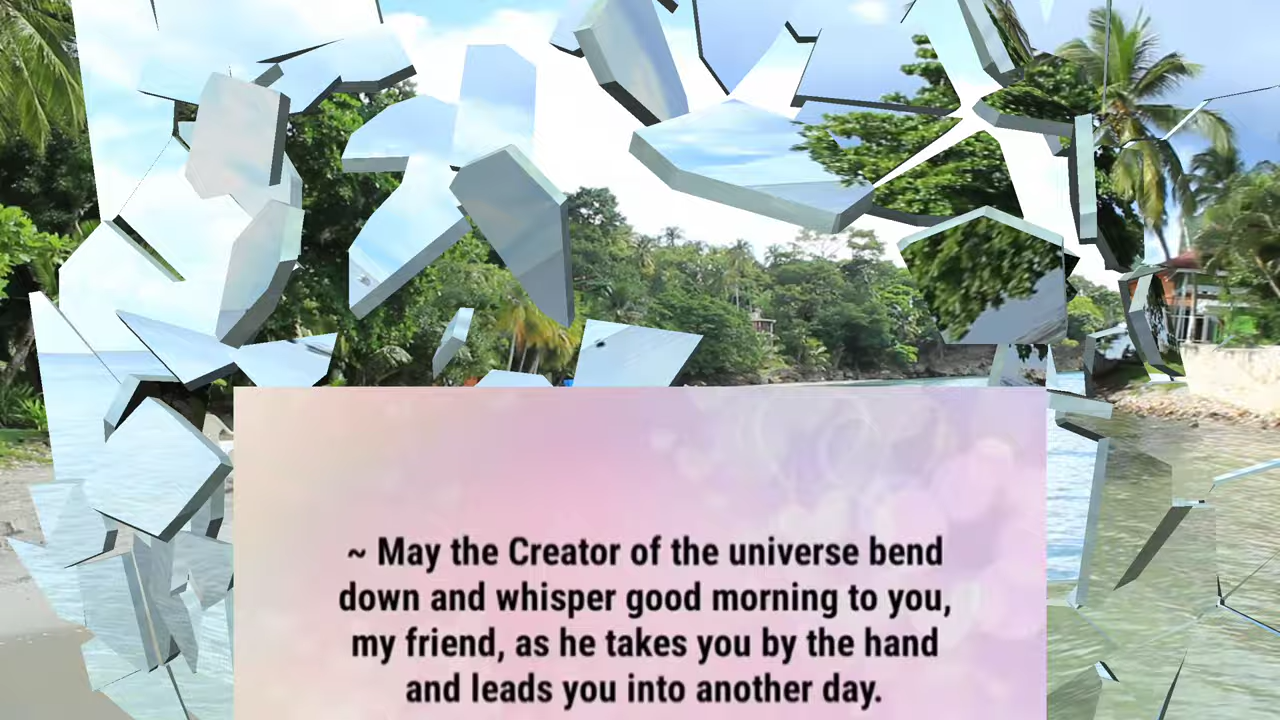 ~ May the Creator of the universe bend
down and whisper good morning to you,
my friend, as he takes you by the hand
and leads you into another day.